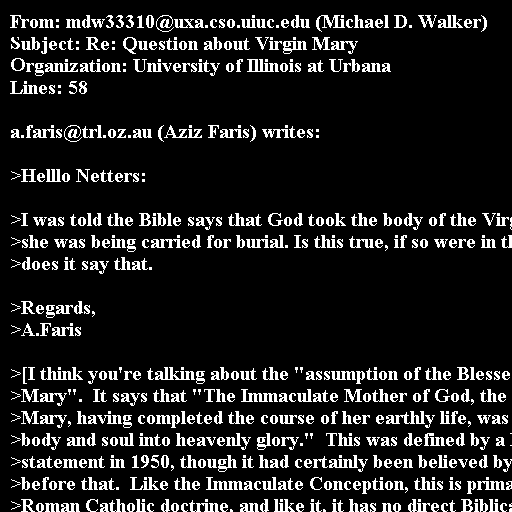 From: mdw33310@uxa.cso.uiuc.edu (Michael D. Walker)
Subject: Re: Question about Virgin Mary
Organization: University of Illinois at Urbana
Lines: 58
a.faris@trl.oz.au (Aziz Faris) writes:
>Helllo Netters:
>I was told the Bible says that God took the body of the
>she was being carried for burial. Is this true, if so were in
>does it say that.
>Regards,
>A.Faris
>[I think you're talking about the "assumption of the
>Mary".  It says that "The Immaculate Mother of God, the
>Mary, having completed the course of her earthly life, was
>body and soul into heavenly glory."  This was defined by a
>statement in 1950, though it had certainly been believed by
>before that.  Like the Immaculate Conception, this is
>Roman Catholic doctrine, and like it, it has no direct